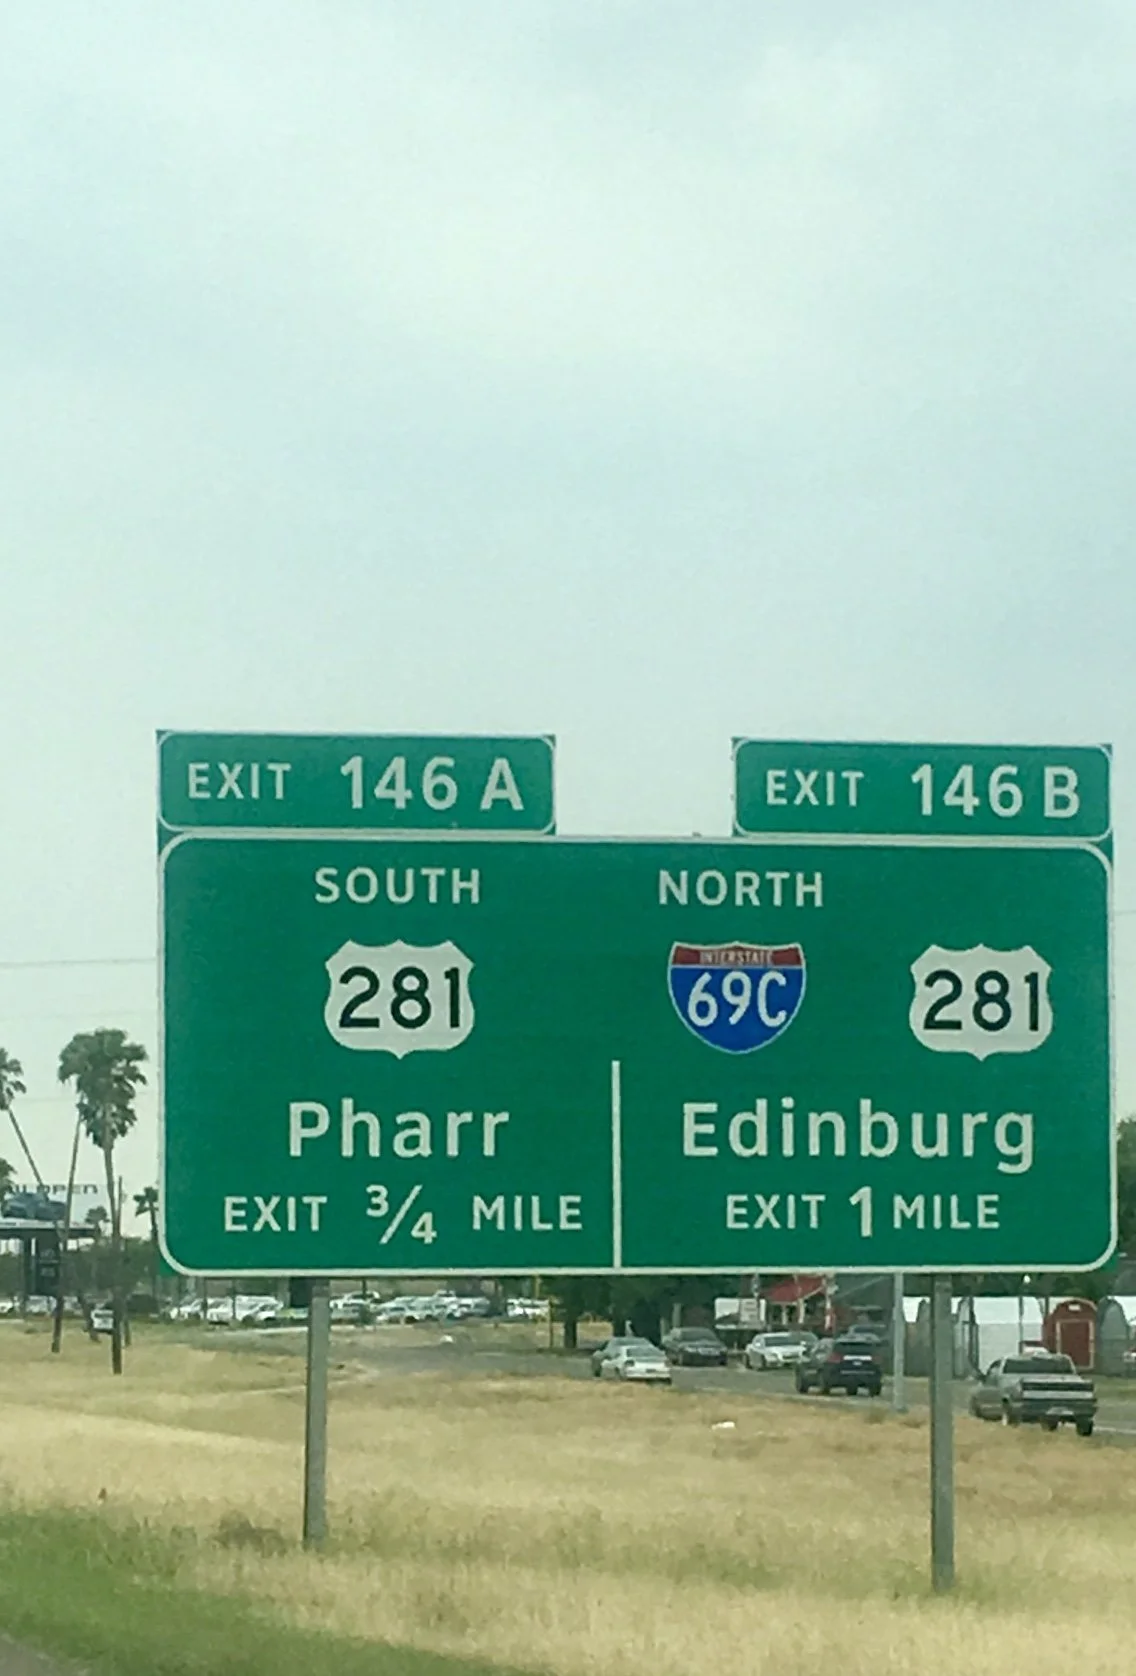 EXIT 146 A
EXIT 146 B
SOUTH
281
Pharr
EXIT 3/4 MILE
NORTH
INTERSTATE
69C
281
Edinburg
EXIT 1 MILE